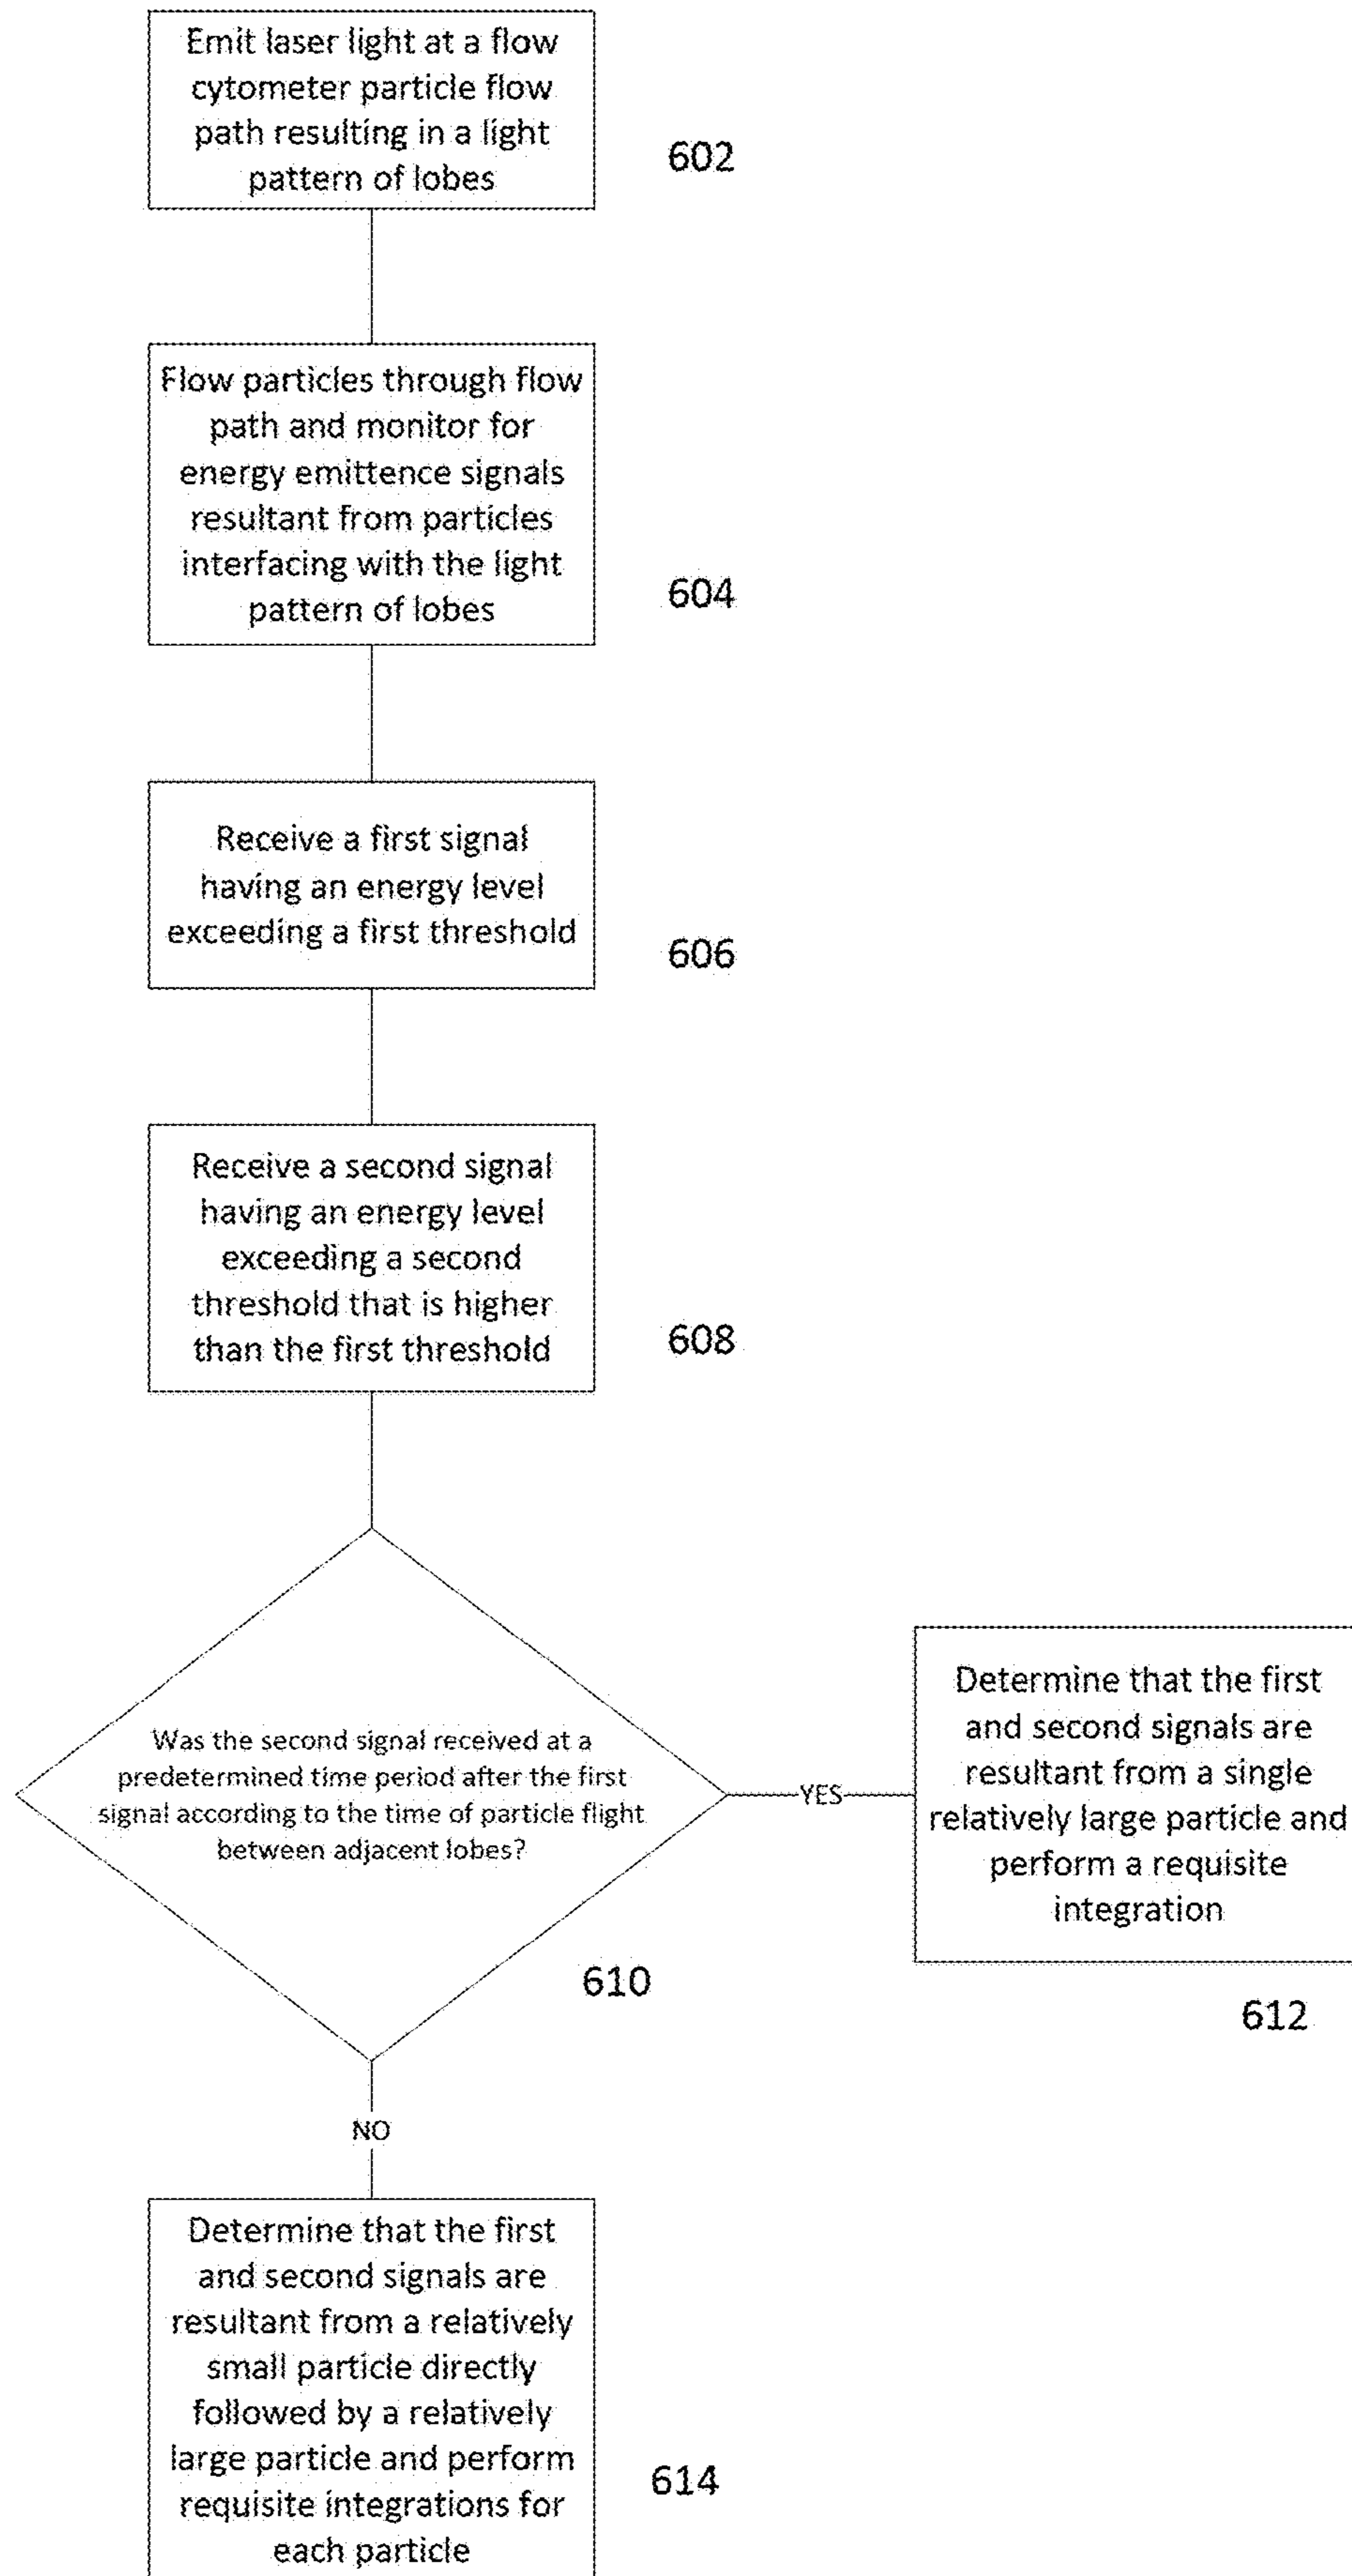 Emit laser light at a flow
cytometer particle flow
path resulting in a light
pattern of lobes
602
Flow particles through flow
path and monitor for
energy emittence signals
resultant from particles
interfacing with the light
pattern of lobes
604
Receive a first signal
having an energy level
exceeding a first threshold
606
Receive a second signal
having an energy level
exceeding a second
threshold that is higher
than the first threshold
608
Was the second signal received at a
predetermined time period after the first
signal according to the time of particle flight
between adjacent lobes?
610
YES
Determine that the first
and second signals are
resultant from a single
relatively large particle and
perform a requisite
integration
612
NO
Determine that the first
and second signals are
resultant from a relatively
small particle directly
followed by a relatively
large particle and perform
requisite integrations for
each particle
614